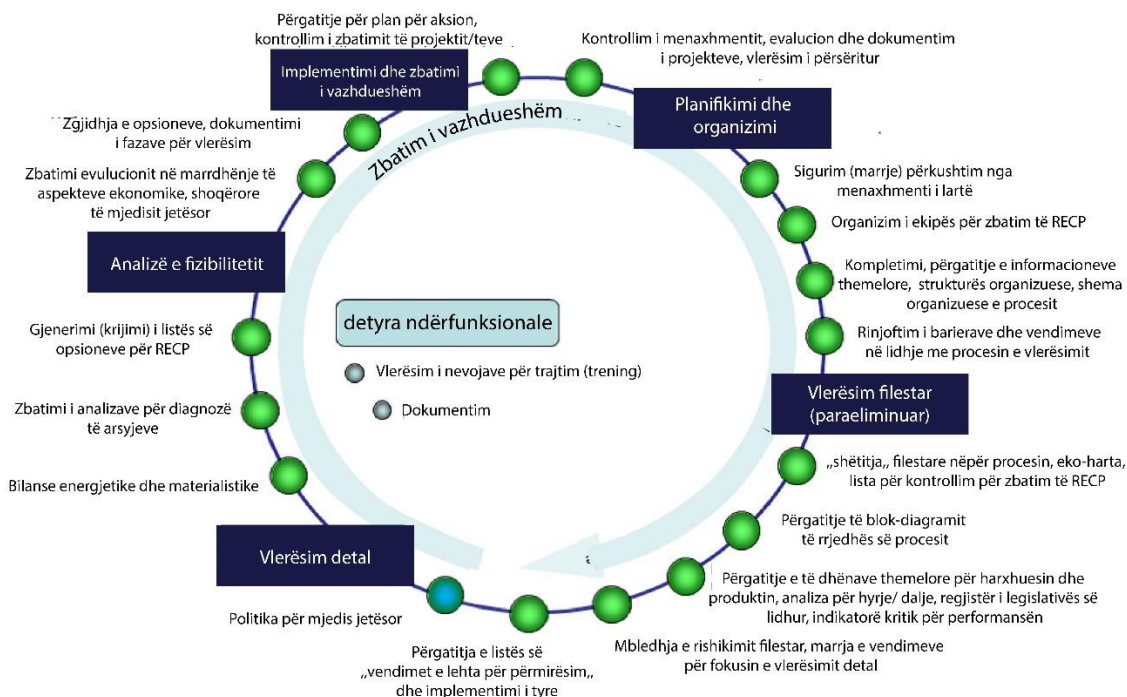 Përgatitje për plan për aksion,
kontrollim i zbatimit të projektit/teve
Kontrollim i menaxhmentit, evalucion dhe dokumentim
i projekteve, vlerësim i përsëritur
Implementimi dhe zbatimi
i vazhdueshëm
Planifikimi dhe
organizimi
Zbatim i vazhdueshëm
Zgjidhja e opsioneve, dokumentimi
i fazave për vlerësim
Zbatimi evulucionit në marrdhënje të
aspekteve ekonomike, shoqërore
të mjedisit jetësor
Sigurim (marrje) përkushtim nga
menaxhmenti i lartë
Organizim i ekipës për zbatim të RECP
Analizë e fizibilitetit
Kompletimi, përgatitje e informacioneve
themelore, strukturës organizuese, shema
organizuese e procesit
detyra ndërfunksionale
Gjenerimi (krijimi) i listës së
opsioneve për RECP
Rinjoftim i barierave dhe vendimeve
në lidhje me procesin e vlerësimit
Vlerësim i nevojave për trajtim (trening)
Dokumentim
Vlerësim filestar
(paraeliminuar)
Zbatimi i analizave për diagnozë
të arsyjeve
Bilanse energjetike dhe materialistike
„shëtitja„ filestare nëpër procesin, eko-harta,
lista për kontrollim për zbatim të RECP
Përgatitje të blok-diagramit
të rrjedhës së procesit
Vlerësim detal
Përgatitje e të dhënave themelore për harxhuesin dhe
produktin, analiza për hyrje/ dalje, regjistër i legislativës së
lidhur, indikatorë kritik për performansën
Politika për mjedis jetësor
Mbledhja e rishikimit filestar, marrja e vendimeve
për fokusin e vlerësimit detal
Përgatitja e listës së
„vendimet e lehta për përmirësim„
dhe implementimi i tyre